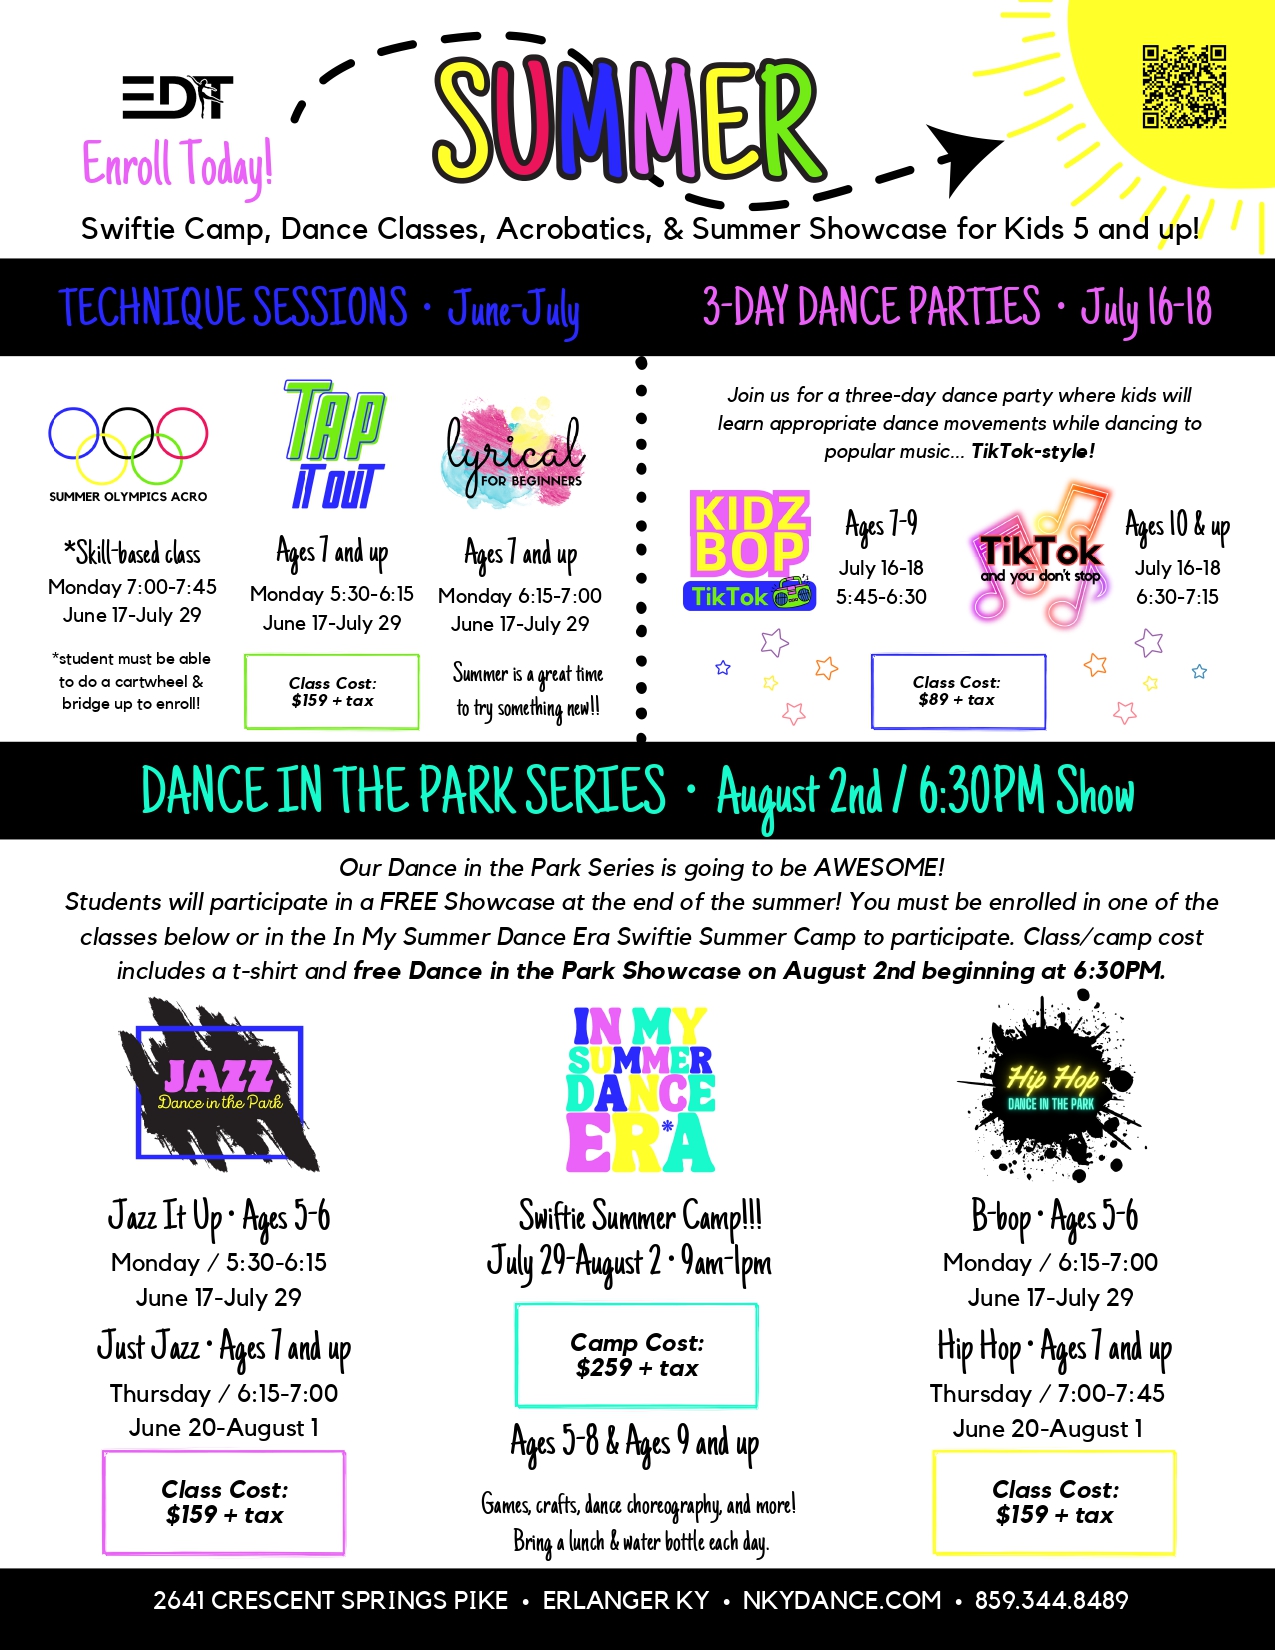 EDT
Enroll Today!
SUMMER
Swiftie Camp, Dance Classes, Acrobatics, & Summer Showcase for Kids 5 and up!
TECHNIQUE SESSIONS • June-July
SUMMER OLYMPICS ACRO
*Skill-based class
Monday 7:00-7:45
June 17-July 29
*student must be able
to do a cartwheel &
bridge up to enroll!
TAP
IT OUT
Ages 7 and up
Monday 5:30-6:15
June 17-July 29
Class Cost:
$159 + tax
lyrical
FOR BEGINNERS
Ages 7 and up
Monday 6:15-7:00
June 17-July 29
Summer is a great time
to try something new!!
3-DAY DANCE PARTIES • July 16-18
Join us for a three-day dance party where kids will
learn appropriate dance movements while dancing to
popular music... TikTok-style!
KIDZ
BOP
TikTok
Ages 7-9
July 16-18
5:45-6:30
TikTok
and you don't stop
Ages 10 & up
July 16-18
6:30-7:15
Class Cost:
$89 + tax
DANCE IN THE PARK SERIES • August 2nd / 6:30PM Show
Our Dance in the Park Series is going to be AWESOME!
Students will participate in a FREE Showcase at the end of the summer! You must be enrolled in one of the
classes below or in the In My Summer Dance Era Swiftie Summer Camp to participate. Class/camp cost
includes a t-shirt and free Dance in the Park Showcase on August 2nd beginning at 6:30PM.
JAZZ
Dance in the Park
Jazz It Up • Ages 5-6
Monday / 5:30-6:15
June 17-July 29
Just Jazz • Ages 7 and up
Thursday / 6:15-7:00
June 20-August 1
Class Cost:
$159 + tax
IN MY
SUMMER
DANCE
ER*A
Swiftie Summer Camp!!!
July 29-August 2 • 9am-1pm
Camp Cost:
$259 + tax
Ages 5-8 & Ages 9 and up
Games, crafts, dance choreography, and more!
Bring a lunch & water bottle each day.
Hip Hop
DANCE IN THE PARK
B-bop • Ages 5-6
Monday / 6:15-7:00
June 17-July 29
Hip Hop • Ages 7 and up
Thursday / 7:00-7:45
June 20-August 1
Class Cost:
$159 + tax
2641 CRESCENT SPRINGS PIKE • ERLANGER KY • NKYDANCE.COM • 859.344.8489